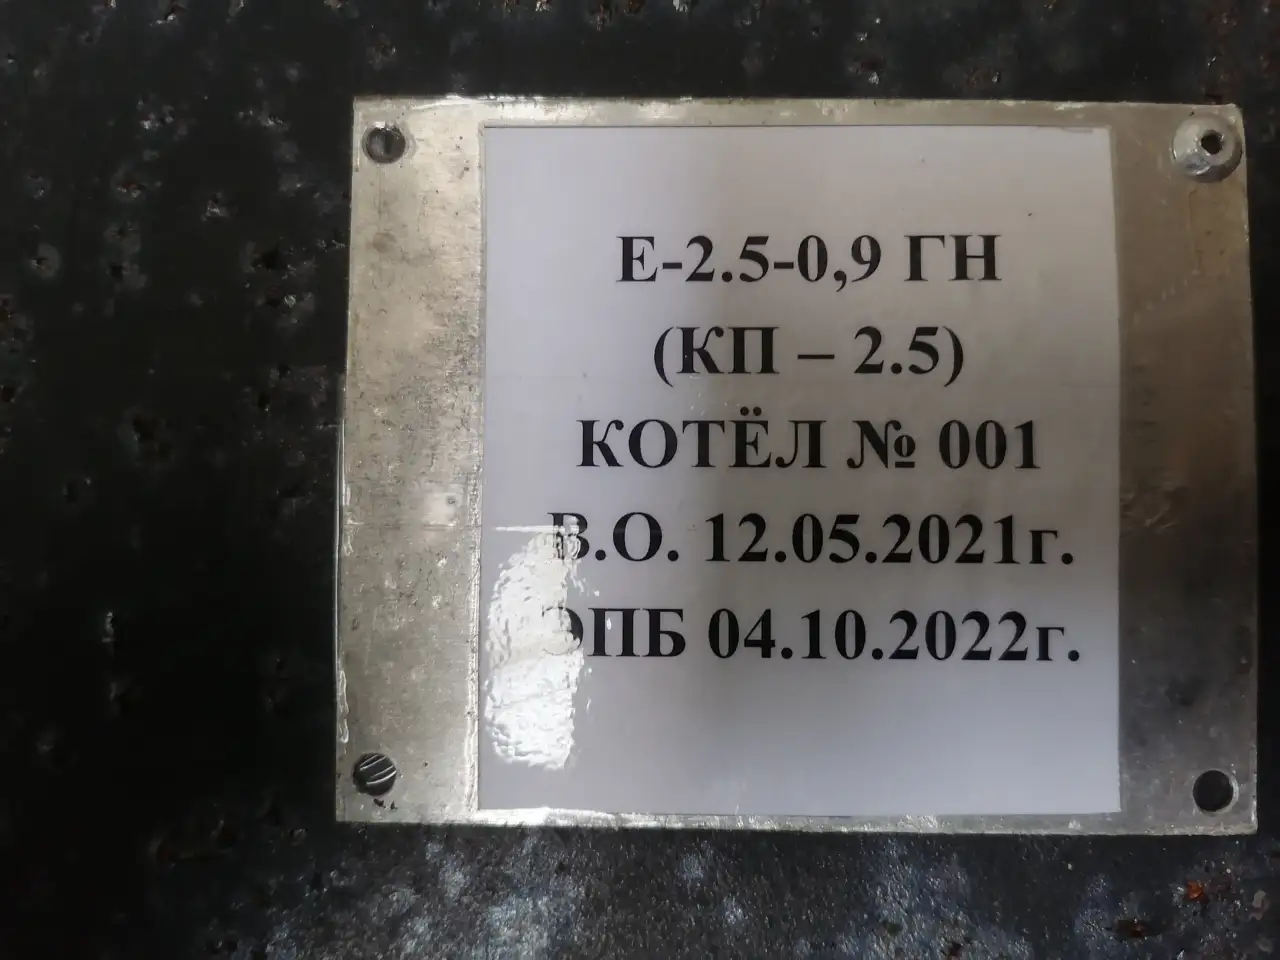 Е-2.5-0,9 ГН
(КП – 2.5)
КОТЁЛ № 001
В.О. 12.05.2021г.
ЭПБ 04.10.2022г.